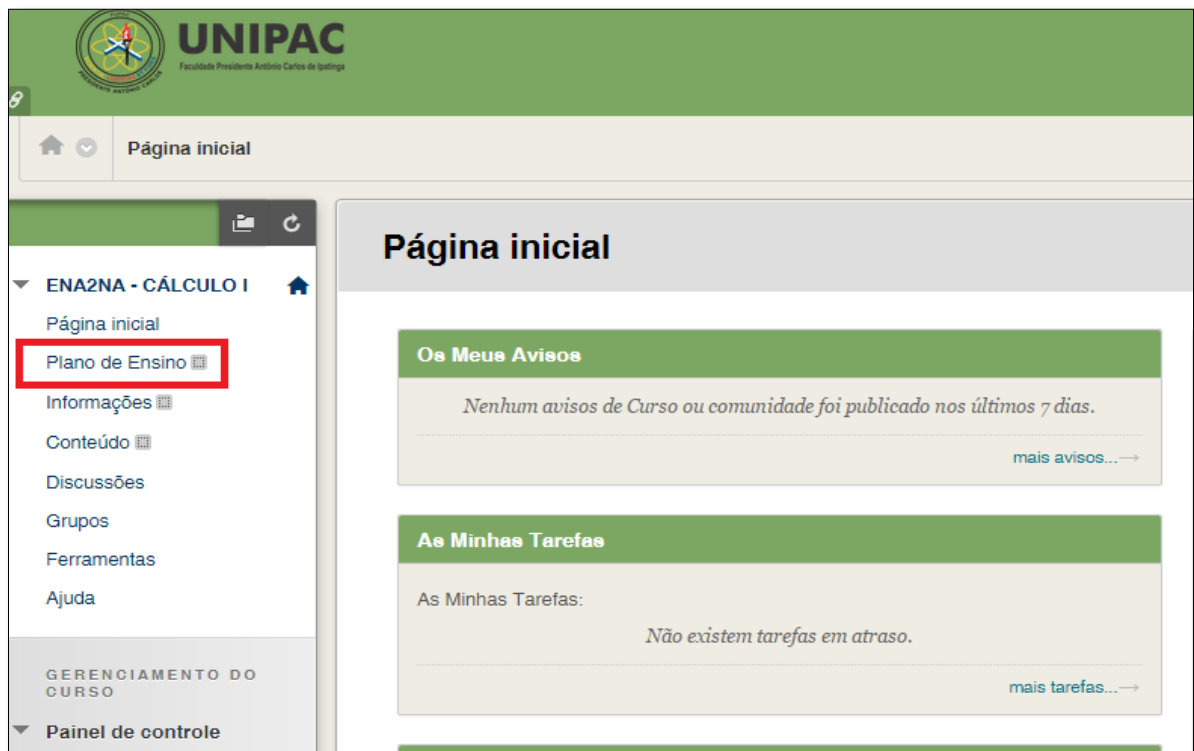 UNIPAC
Faculdade Presidente Antônio Carlos de Ipatinga
PRESIDENTE ANTÔNIO CARLOS
Página inicial
Página inicial
ENA2NA - CÁLCULO I
Página inicial
Plano de Ensino
Informações
Conteúdo
Discussões
Grupos
Ferramentas
Ajuda
GERENCIAMENTO DO
CURSO
Painel de controle
Os Meus Avisos
Nenhum avisos de Curso ou comunidade foi publicado nos últimos 7 dias.
mais avisos...→
As Minhas Tarefas
As Minhas Tarefas:
Não existem tarefas em atraso.
mais tarefas...→